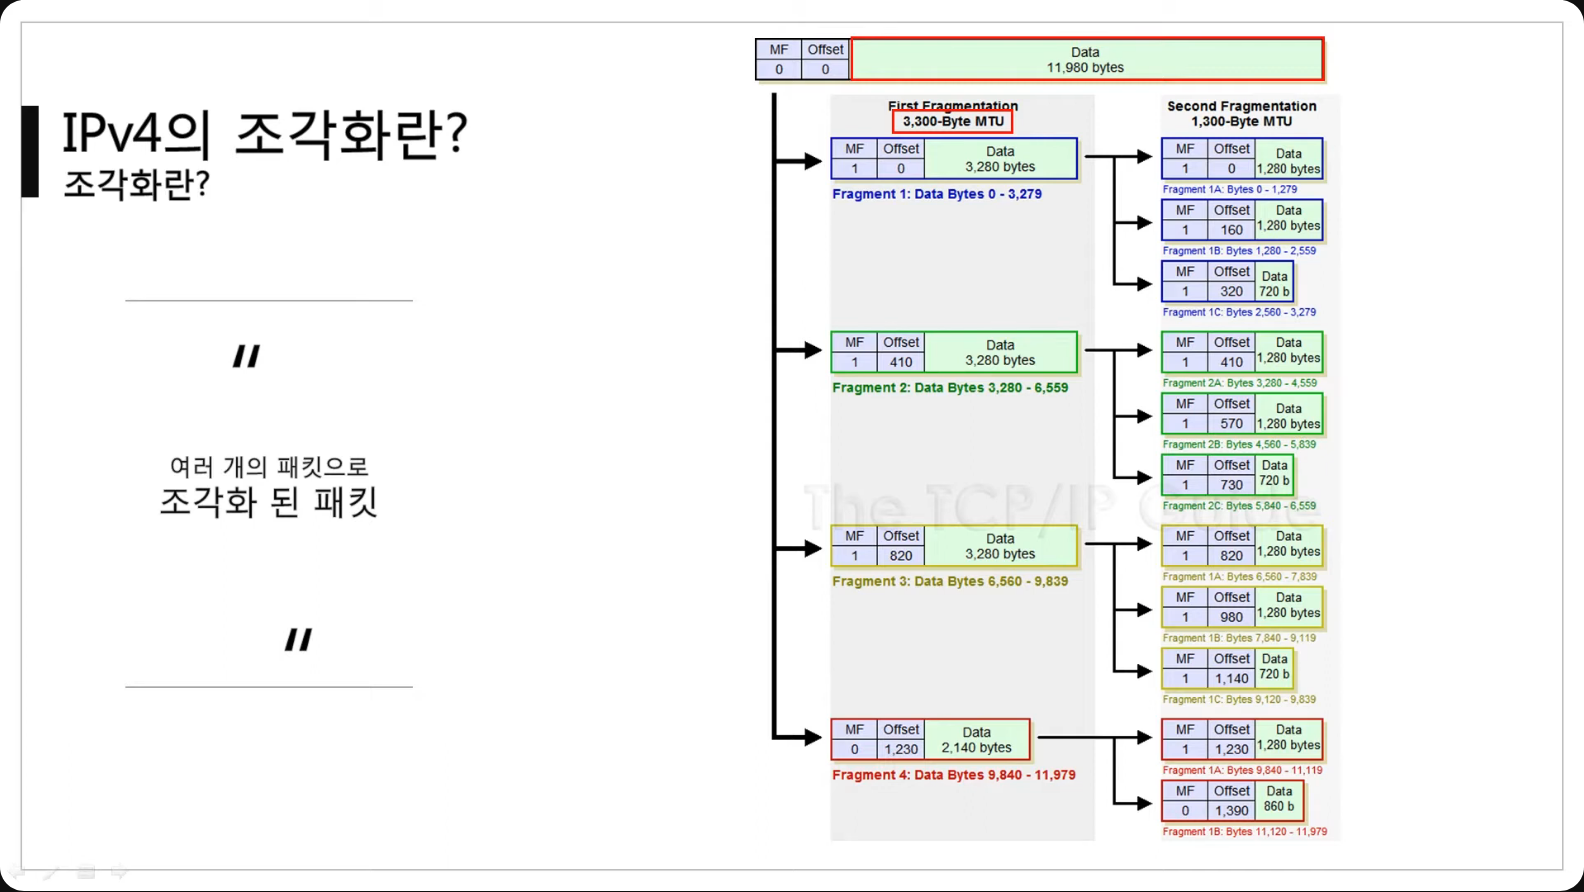 IPv4의 조각화란?
조각화란?
“
여러 개의 패킷으로
조각화 된 패킷
“
MF Offset Data
0 0 11,980 bytes
First Fragmentation
3,300-Byte MTU
Second Fragmentation
1,300-Byte MTU
MF Offset Data
1 0 3,280 bytes
Fragment 1: Data Bytes 0 - 3,279
MF Offset Data
1 0 1,280 bytes
Fragment 1A: Bytes 0 - 1,279
MF Offset Data
1 160 1,280 bytes
Fragment 1B: Bytes 1,280 - 2,559
MF Offset Data
1 320 720 b
Fragment 1C: Bytes 2,560 - 3,279
MF Offset Data
1 410 3,280 bytes
Fragment 2: Data Bytes 3,280 - 6,559
MF Offset Data
1 410 1,280 bytes
Fragment 2A: Bytes 3,280 - 4,559
MF Offset Data
1 570 1,280 bytes
Fragment 2B: Bytes 4,560 - 5,839
MF Offset Data
1 730 720 b
Fragment 2C: Bytes 5,840 - 6,559
The TCP/IP Guide
MF Offset Data
1 820 3,280 bytes
Fragment 3: Data Bytes 6,560 - 9,839
MF Offset Data
1 820 1,280 bytes
Fragment 1A: Bytes 6,560 - 7,839
MF Offset Data
1 980 1,280 bytes
Fragment 1B: Bytes 7,840 - 9,119
MF Offset Data
1 1,140 720 b
Fragment 1C: Bytes 9,120 - 9,839
MF Offset Data
0 1,230 2,140 bytes
Fragment 4: Data Bytes 9,840 - 11,979
MF Offset Data
1 1,230 1,280 bytes
Fragment 1A: Bytes 9,840 - 11,119
MF Offset Data
0 1,390 860 b
Fragment 1B: Bytes 11,120 - 11,979